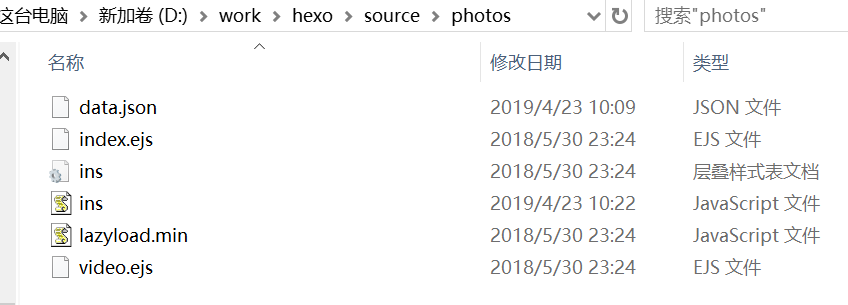 这台电脑 > 新加卷 (D:) > work > hexo > source > photos 搜索"photos"
名称 修改日期 类型
data.json 2019/4/23 10:09 JSON 文件
index.ejs 2018/5/30 23:24 EJS 文件
ins 2018/5/30 23:24 层叠样式表文档
ins 2019/4/23 10:22 JavaScript 文件
lazyload.min 2018/5/30 23:24 JavaScript 文件
video.ejs 2018/5/30 23:24 EJS 文件